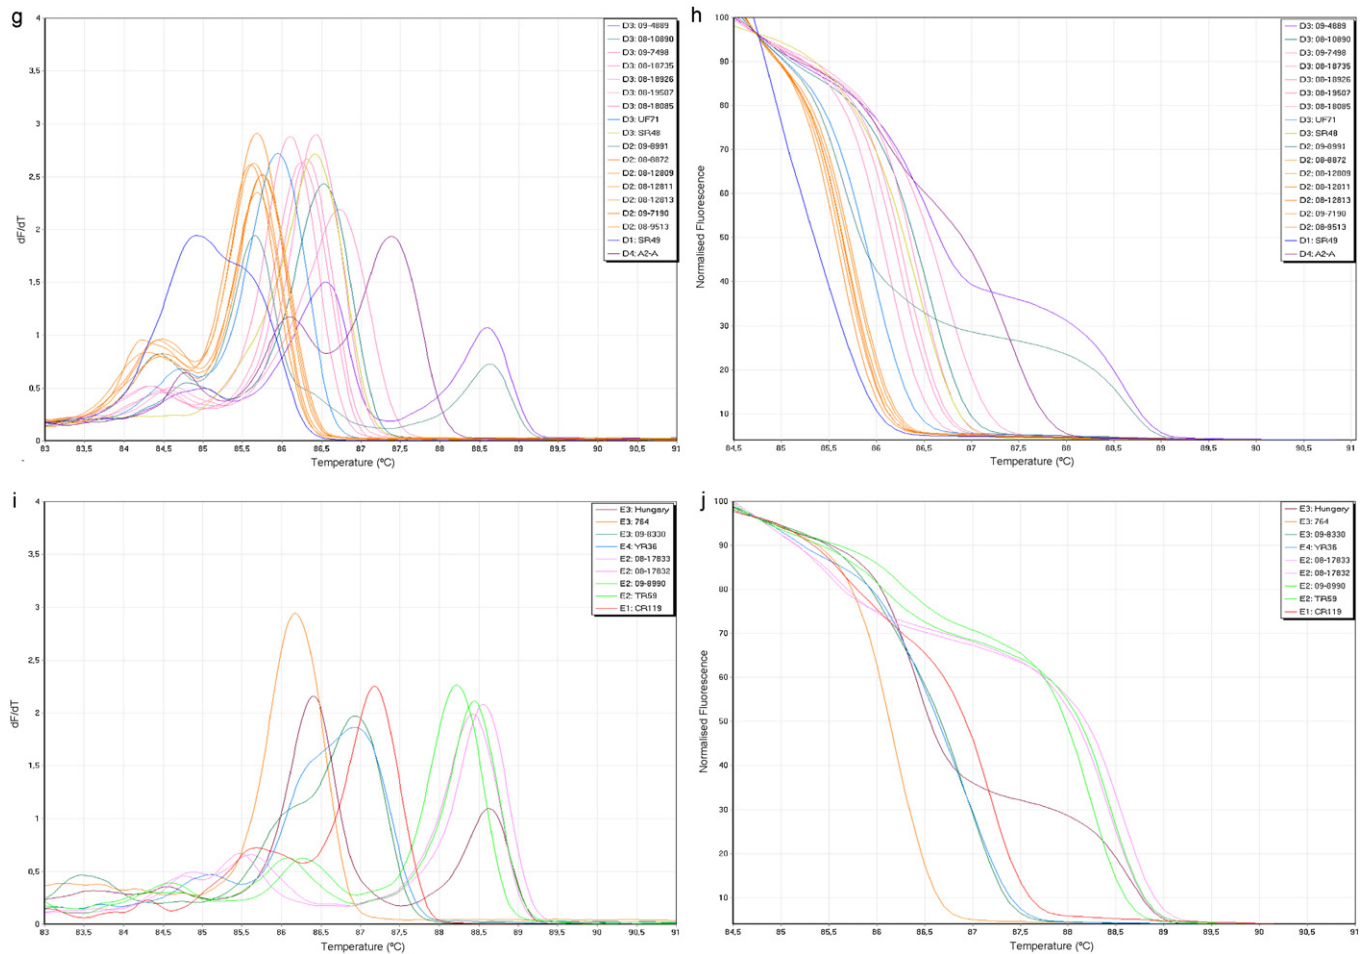 g
4
3,5
3
2,5
2
1,5
1
0,5
0
dF/dT
83
83,5
84
84,5
85
85,5
86
86,5
87
87,5
88
88,5
89
89,5
90
90,5
91
Temperature (ºC)
D3: 09-4889
D3: 08-10890
D3: 09-7498
D3: 08-18735
D3: 08-18926
D3: 08-19507
D3: 08-18085
D3: UF71
D3: SR48
D2: 09-8991
D2: 08-8872
D2: 08-12809
D2: 08-12811
D2: 08-12813
D2: 09-7190
D2: 08-9513
D1: SR49
D4: A2-A
h
100
90
80
70
60
50
40
30
20
10
Normalised Fluorescence
84,5
85
85,5
86
86,5
87
87,5
88
88,5
89
89,5
90
90,5
91
Temperature (ºC)
D3: 09-4889
D3: 08-10890
D3: 09-7498
D3: 08-18735
D3: 08-18926
D3: 08-19507
D3: 08-18085
D3: UF71
D3: SR48
D2: 09-8991
D2: 08-8872
D2: 08-12809
D2: 08-12811
D2: 08-12813
D2: 09-7190
D2: 08-9513
D1: SR49
D4: A2-A
i
4
3,5
3
2,5
2
1,5
1
0,5
0
dF/dT
83
83,5
84
84,5
85
85,5
86
86,5
87
87,5
88
88,5
89
89,5
90
90,5
91
Temperature (ºC)
E3: Hungary
E3: 764
E3: 09-8330
E4: YR36
E2: 08-17833
E2: 08-17832
E2: 09-8990
E2: TR59
E1: CR119
j
100
90
80
70
60
50
40
30
20
10
Normalised Fluorescence
84,5
85
85,5
86
86,5
87
87,5
88
88,5
89
89,5
90
90,5
91
Temperature (ºC)
E3: Hungary
E3: 764
E3: 09-8330
E4: YR36
E2: 08-17833
E2: 08-17832
E2: 09-8990
E2: TR59
E1: CR119